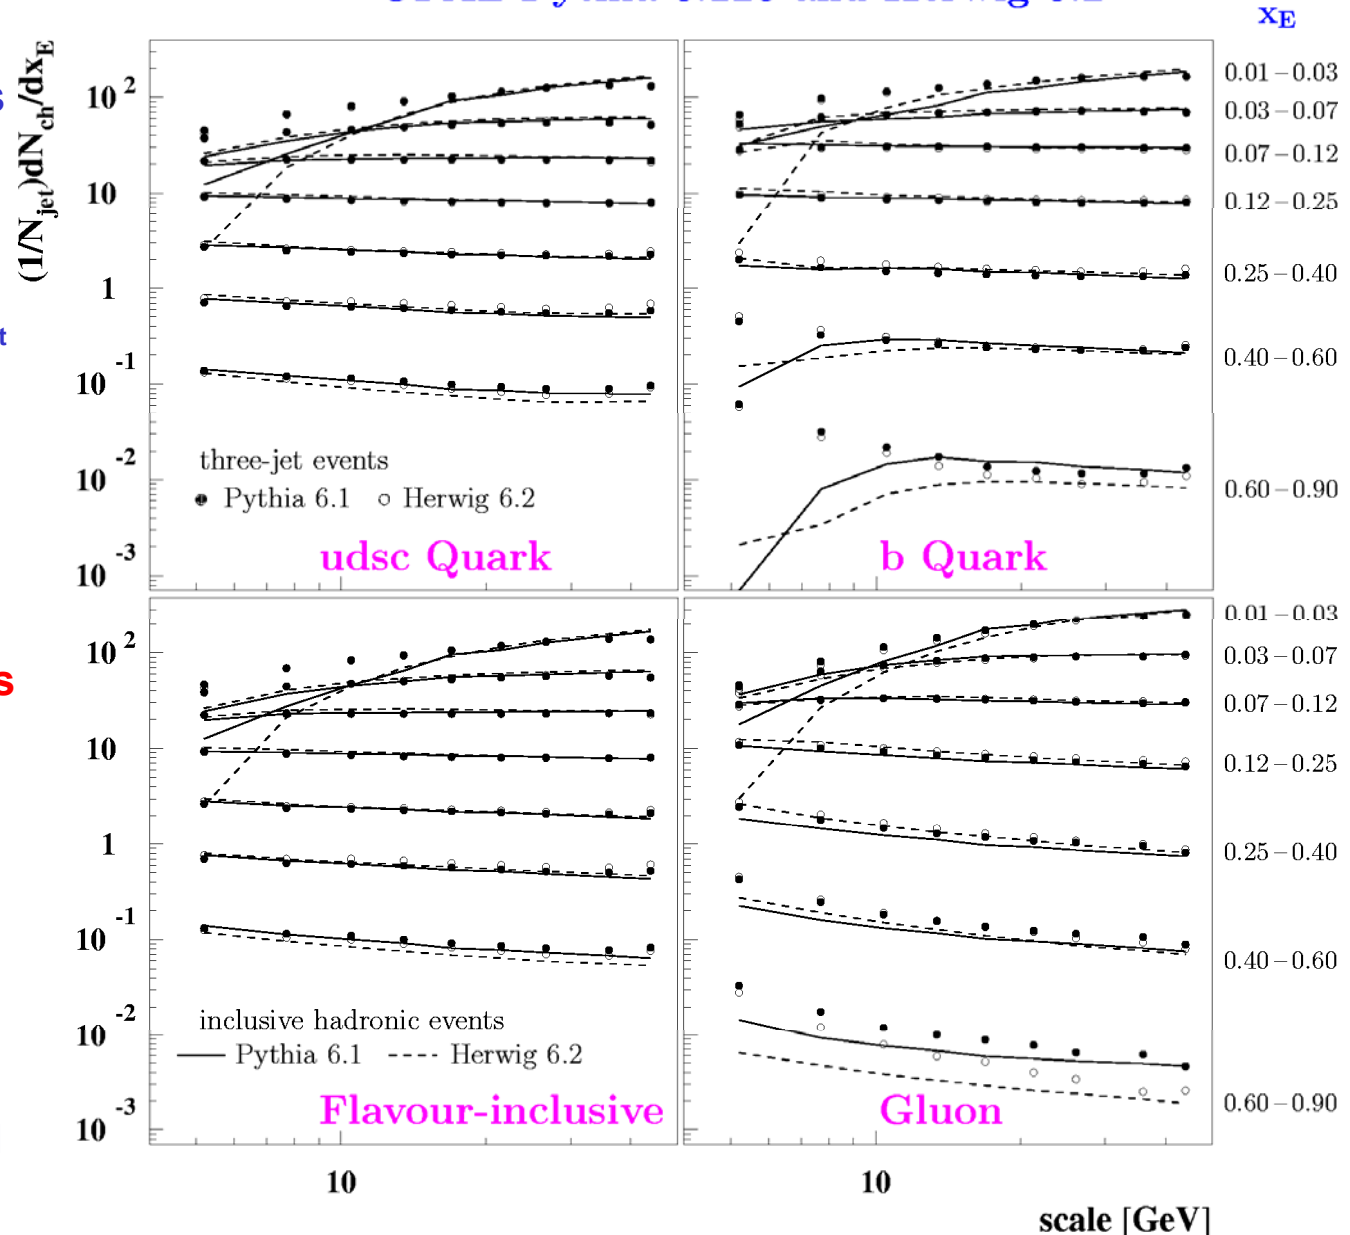 x_E
(1/N_jet)dN_ch/dx_E
10^2
10
1
10^-1
10^-2
10^-3
three-jet events
● Pythia 6.1 ○ Herwig 6.2
udsc Quark
b Quark
0.01−0.03
0.03−0.07
0.07−0.12
0.12−0.25
0.25−0.40
0.40−0.60
0.60−0.90
10^2
10
1
10^-1
10^-2
10^-3
inclusive hadronic events
Pythia 6.1 Herwig 6.2
Flavour-inclusive
Gluon
0.01−0.03
0.03−0.07
0.07−0.12
0.12−0.25
0.25−0.40
0.40−0.60
0.60−0.90
10 10
scale [GeV]